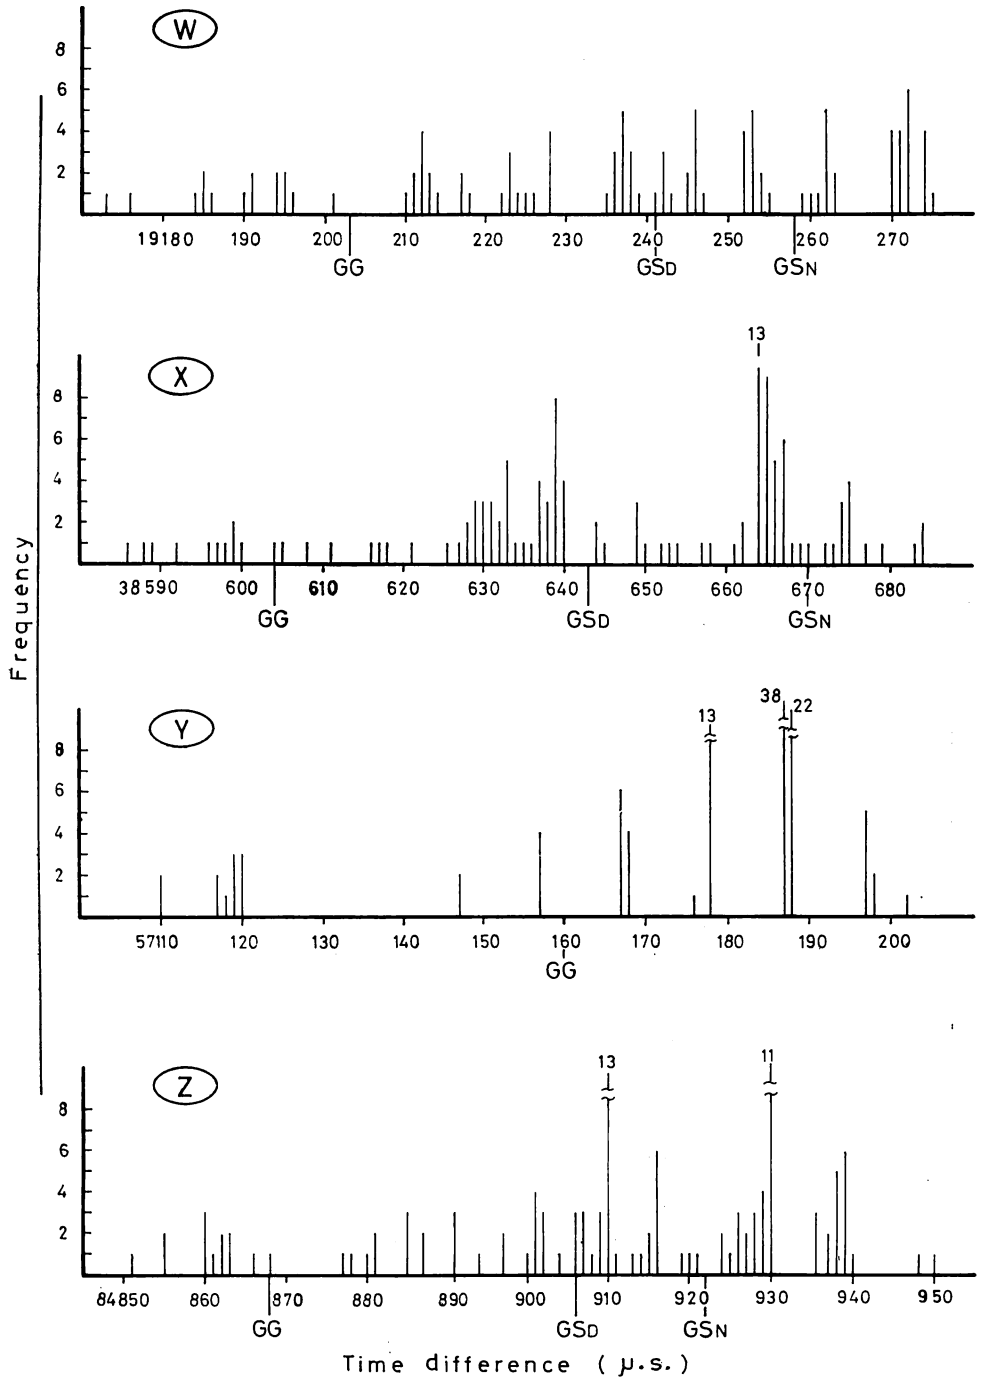 W
8
6
4
2
19180 190 200 210 220 230 240 250 260 270
GG GSD GSN
13
X
8
6
4
2
38590 600 610 620 630 640 650 660 670 680
GG GSD GSN
Frequency
Y
13 38 22
8
6
4
2
57110 120 130 140 150 160 170 180 190 200
GG
13 11
Z
8
6
4
2
84850 860 870 880 890 900 910 920 930 940 950
GG GSD GSN
Time difference (μ.s.)